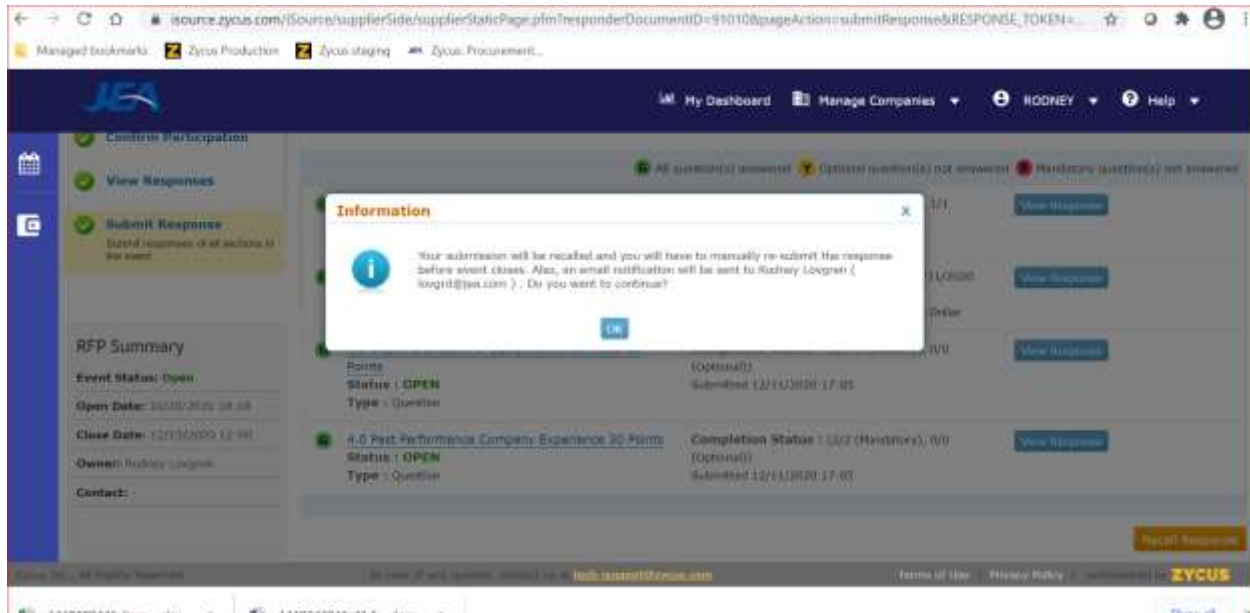 isource.zycus.com/iSource/supplierSide/supplierStaticPage.pfm?responderDocumentID=91010&pageAction=submitResponse&RESPONSE_TOKEN=...
Managed bookmarks Zycus Production Zycus staging Zycus: Procurement...
JEA My Dashboard Manage Companies RODNEY Help
Confirm Participation
All question(s) answered Optional question(s) not answered Mandatory question(s) not answered
View Responses
Submit Response
Submit responses of all sections in the event
View Response
Information x
Your submission will be recalled and you will have to manually re-submit the response
before event closes. Also, an email notification will be sent to Rodney Lovgren (
lovgrd@jea.com ) . Do you want to continue?
OK
View Response
View Response
RFP Summary
Event Status: Open
Open Date:
Close Date:
Owner: Rodney Lovgren
Contact:
Points
Status : OPEN
Type : Question
(Optional))
Submitted 12/11/2020 17:05
4.0 Past Performance Company Experience 30 Points
Status : OPEN
Type : Question
Completion Status : (Mandatory), 0/0
(Optional))
Submitted 12/11/2020 17:05
View Response
Recall Response
tech-support@zycus.com
Terms of Use Privacy Policy ZYCUS
Show all